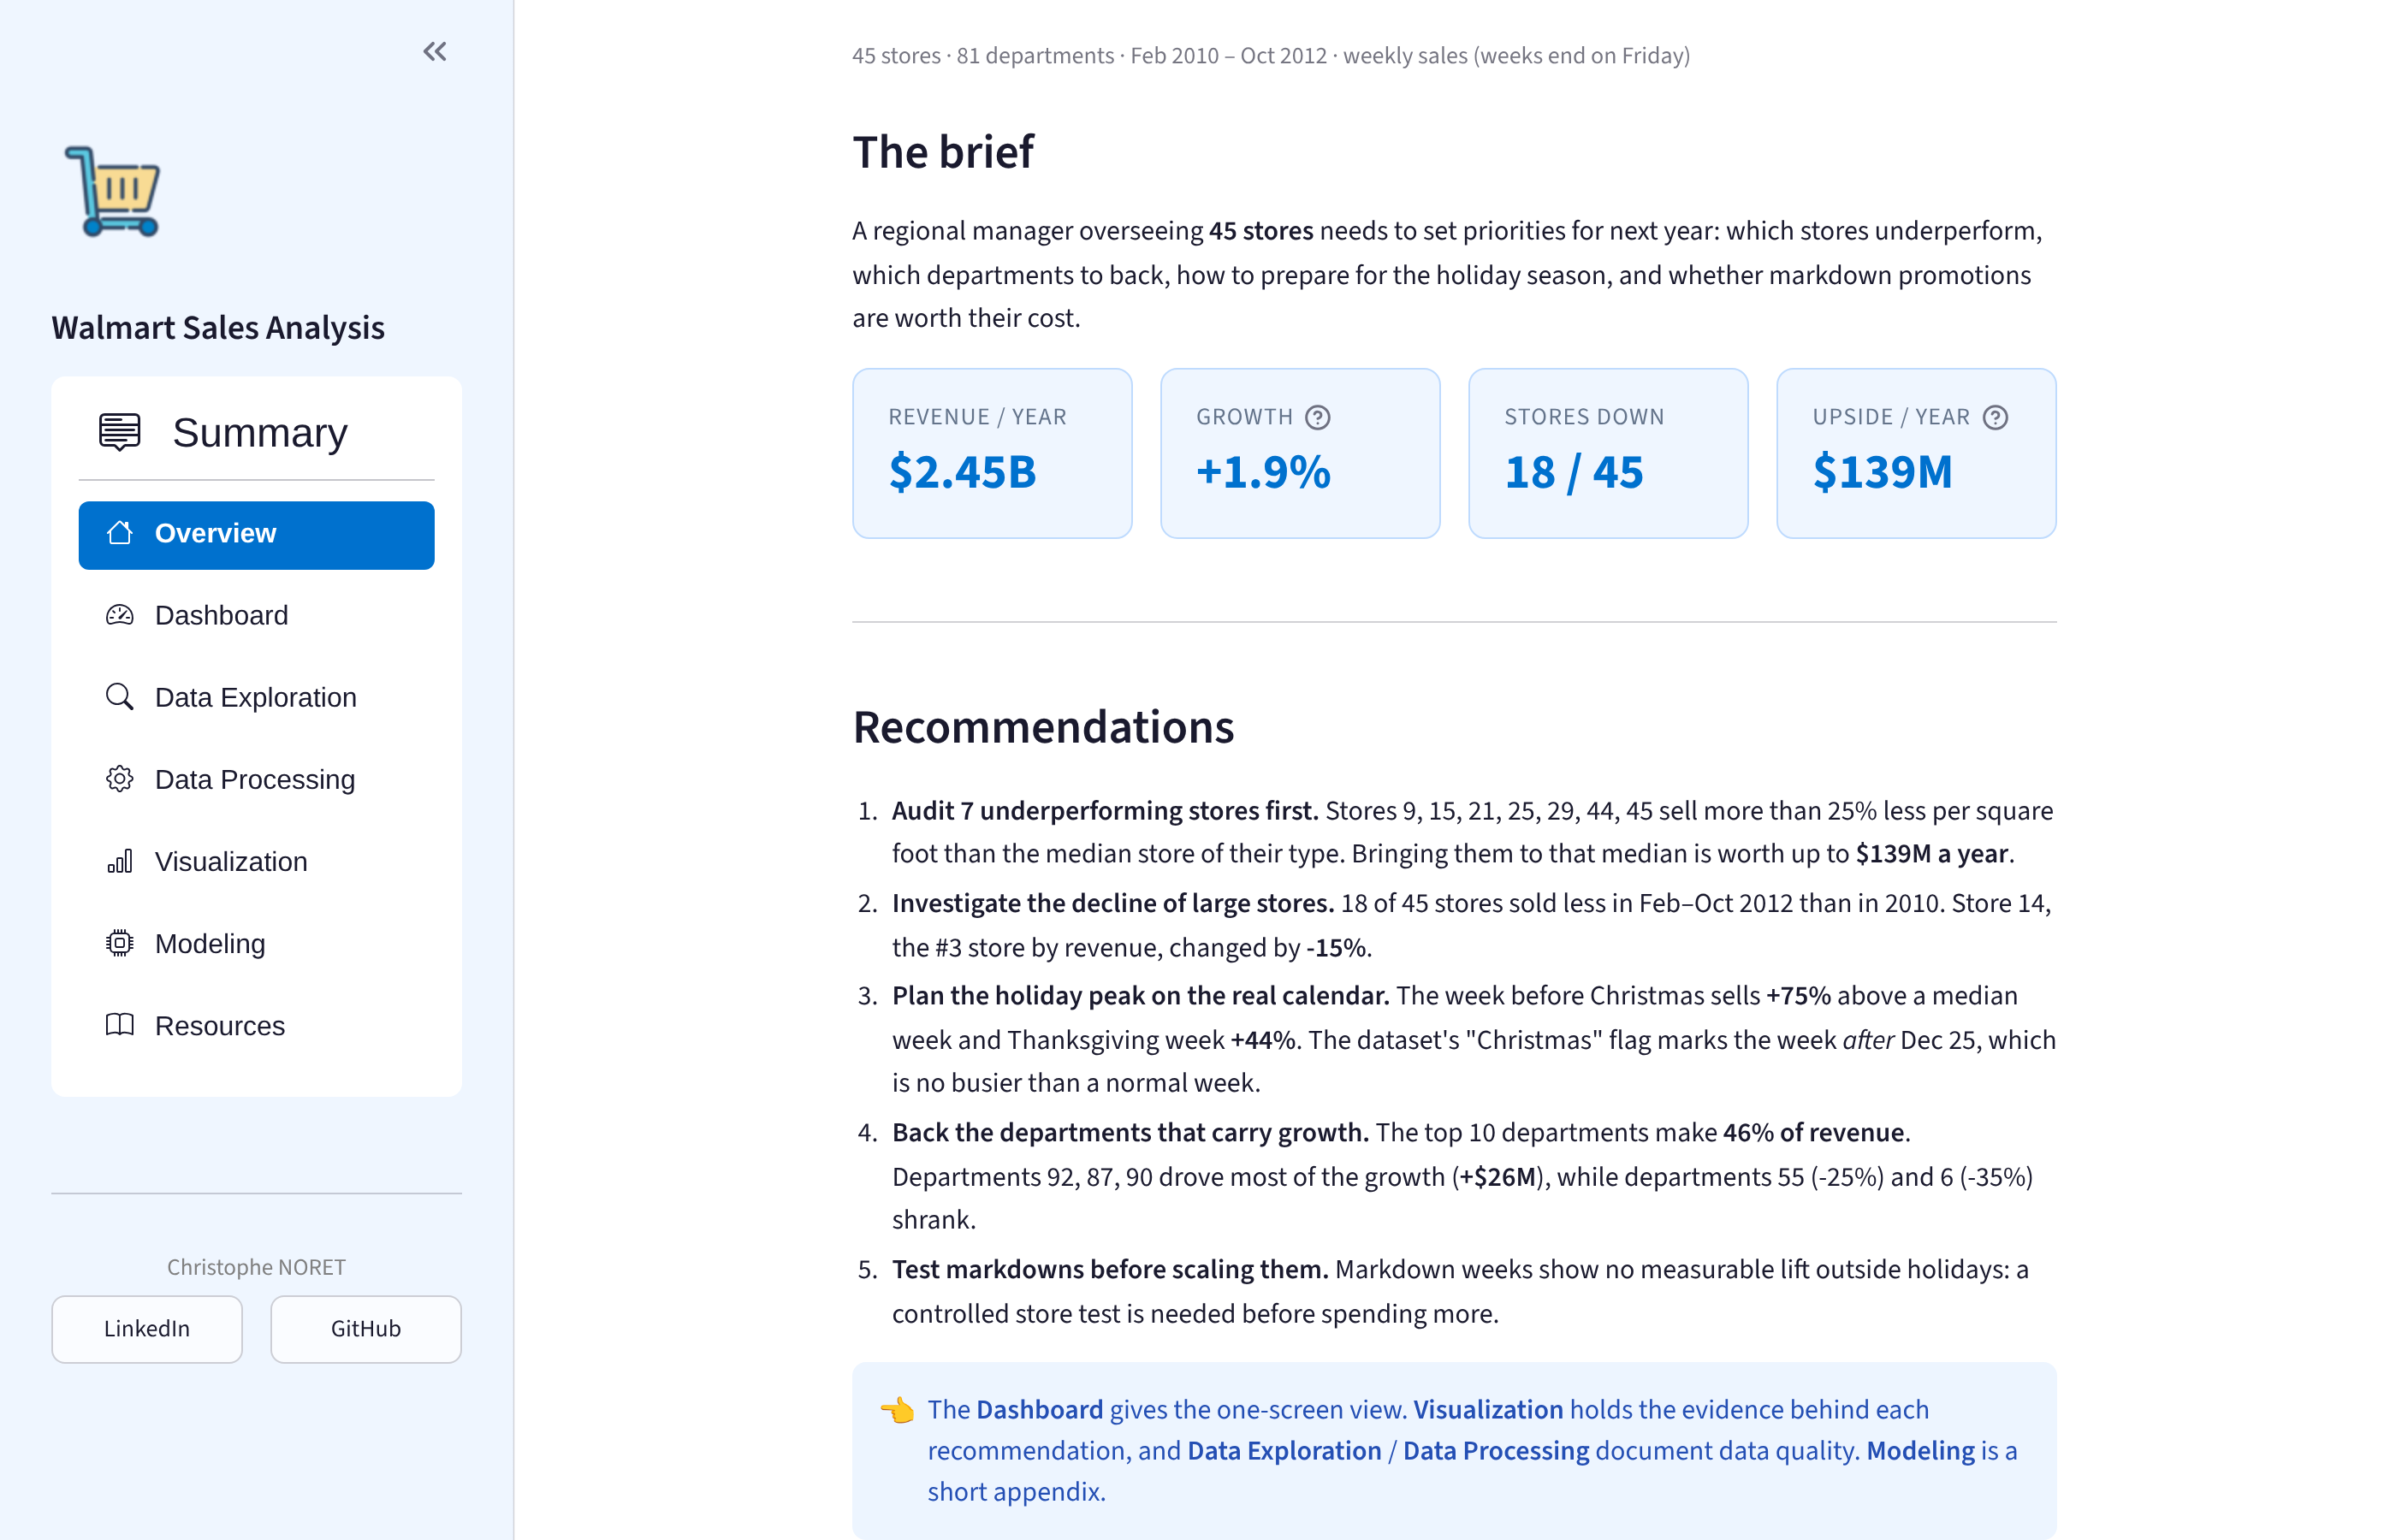 Walmart Sales Analysis
Summary
Overview
Dashboard
Data Exploration
Data Processing
Visualization
Modeling
Resources
Christophe NORET
LinkedIn
GitHub
45 stores · 81 departments · Feb 2010 – Oct 2012 · weekly sales (weeks end on Friday)
The brief
A regional manager overseeing 45 stores needs to set priorities for next year: which stores underperform,
which departments to back, how to prepare for the holiday season, and whether markdown promotions
are worth their cost.
REVENUE / YEAR
$2.45B
GROWTH
+1.9%
STORES DOWN
18 / 45
UPSIDE / YEAR
$139M
Recommendations
1. Audit 7 underperforming stores first. Stores 9, 15, 21, 25, 29, 44, 45 sell more than 25% less per square
foot than the median store of their type. Bringing them to that median is worth up to $139M a year.
2. Investigate the decline of large stores. 18 of 45 stores sold less in Feb–Oct 2012 than in 2010. Store 14,
the #3 store by revenue, changed by -15%.
3. Plan the holiday peak on the real calendar. The week before Christmas sells +75% above a median
week and Thanksgiving week +44%. The dataset's "Christmas" flag marks the week after Dec 25, which
is no busier than a normal week.
4. Back the departments that carry growth. The top 10 departments make 46% of revenue.
Departments 92, 87, 90 drove most of the growth (+$26M), while departments 55 (-25%) and 6 (-35%)
shrank.
5. Test markdowns before scaling them. Markdown weeks show no measurable lift outside holidays: a
controlled store test is needed before spending more.
The Dashboard gives the one-screen view. Visualization holds the evidence behind each
recommendation, and Data Exploration / Data Processing document data quality. Modeling is a
short appendix.